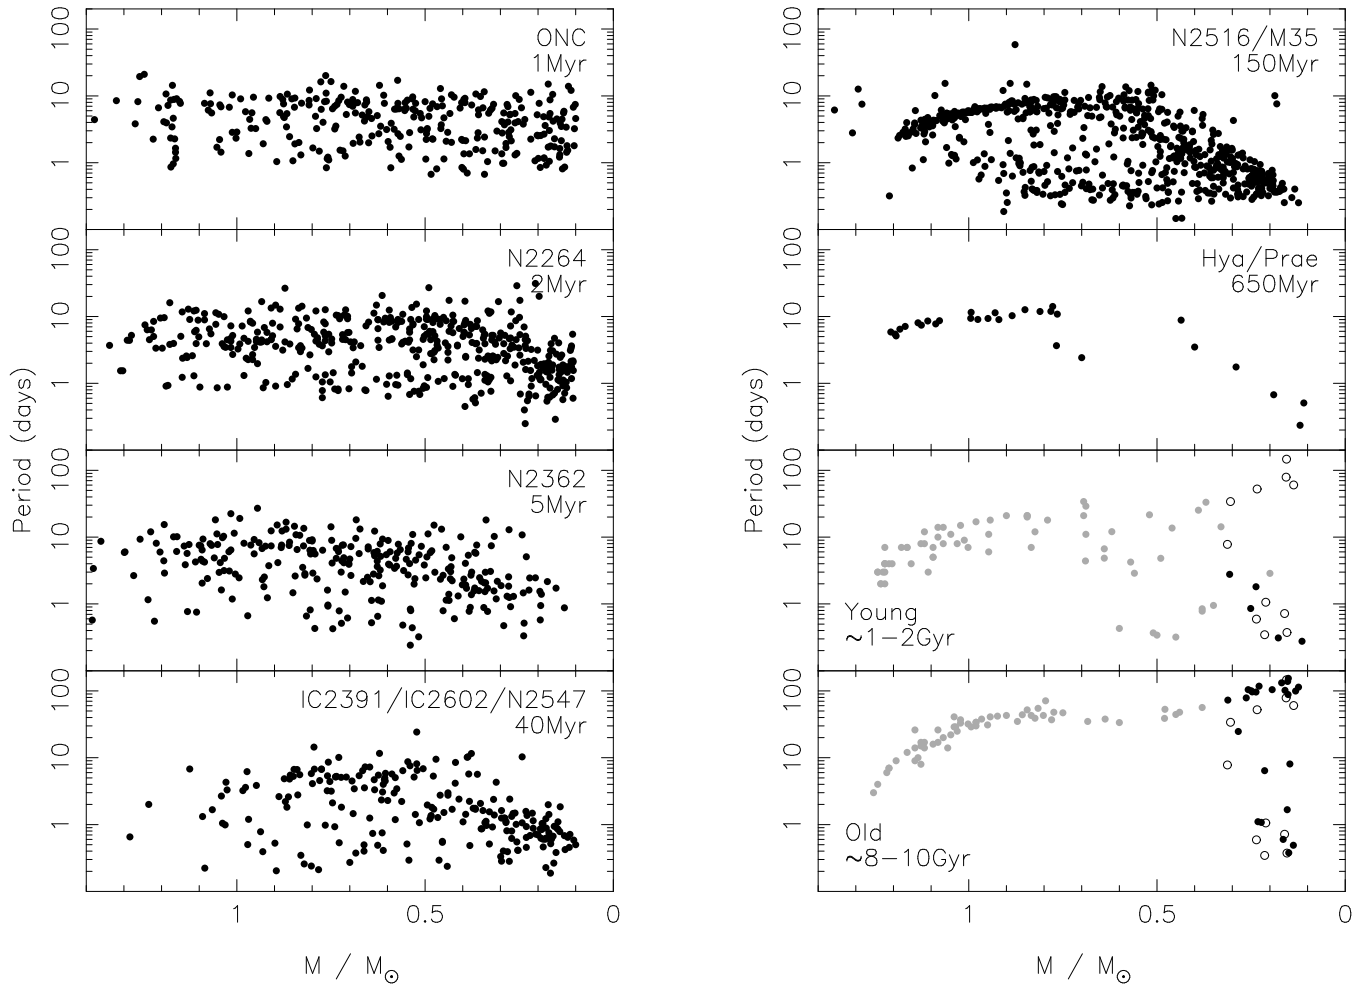 100
10
1
ONC
1Myr
100
10
1
N2264
2Myr
100
10
1
N2362
5Myr
100
10
1
IC2391/IC2602/N2547
40Myr
Period (days)
1
0.5
0
M / M⊙
100
10
1
N2516/M35
150Myr
100
10
1
Hya/Prae
650Myr
100
10
1
Young
~1−2Gyr
100
10
1
Old
~8−10Gyr
Period (days)
1
0.5
0
M / M⊙